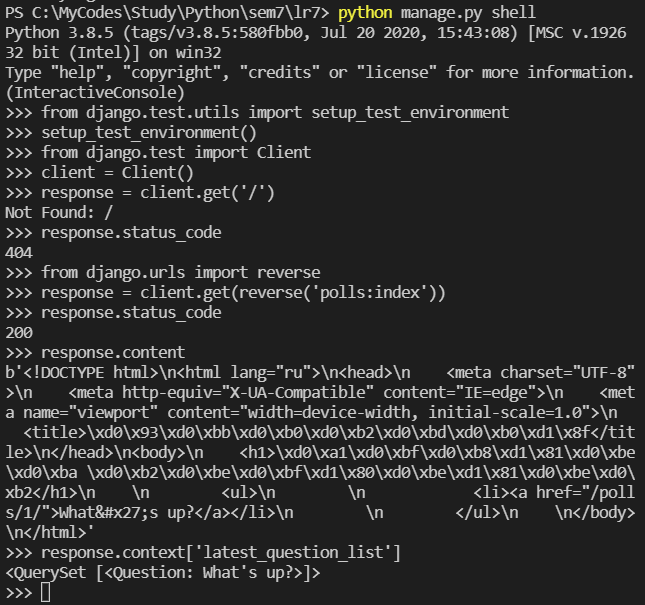 PS C:\MyCodes\Study\Python\sem7\lr7> python manage.py shell
Python 3.8.5 (tags/v3.8.5:580fbb0, Jul 20 2020, 15:43:08) [MSC v.1926
32 bit (Intel)] on win32
Type "help", "copyright", "credits" or "license" for more information.
(InteractiveConsole)
>>> from django.test.utils import setup_test_environment
>>> setup_test_environment()
>>> from django.test import Client
>>> client = Client()
>>> response = client.get('/')
Not Found: /
>>> response.status_code
404
>>> from django.urls import reverse
>>> response = client.get(reverse('polls:index'))
>>> response.status_code
200
>>> response.content
b'<!DOCTYPE html>\n<html lang="ru">\n<head>\n    <meta charset="UTF-8"
>\n    <meta http-equiv="X-UA-Compatible" content="IE=edge">\n    <met
a name="viewport" content="width=device-width, initial-scale=1.0">\n
  <title>\xd0\x93\xd0\xbb\xd0\xb0\xd0\xb2\xd0\xbd\xd0\xb0\xd1\x8f</tit
le>\n</head>\n<body>\n    <h1>\xd0\xa1\xd0\xbf\xd0\xb8\xd1\x81\xd0\xbe
\xd0\xba \xd0\xb2\xd0\xbe\xd0\xbf\xd1\x80\xd0\xbe\xd1\x81\xd0\xbe\xd0\
xb2</h1>\n    \n        <ul>\n        \n            <li><a href="/poll
s/1/">What&#x27;s up?</a></li>\n        \n        </ul>\n    \n</body>
\n</html>'
>>> response.context['latest_question_list']
<QuerySet [<Question: What's up?>]>
>>>